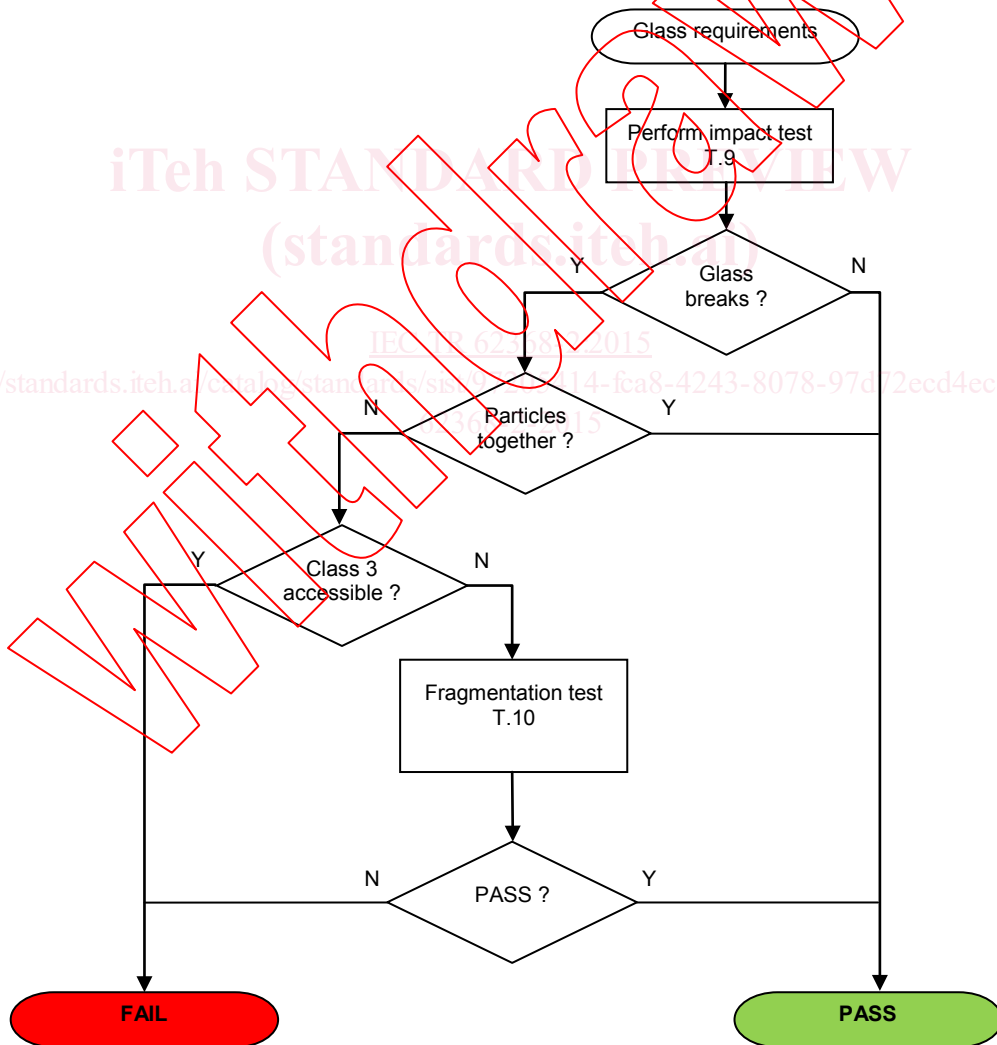 Glass requirements
Perform impact test
T.9
iTeh STANDARD PREVIEW
(standards.iteh.ai)
Y
Glass
breaks ?
N
IEC TR 62368-2:2015
N
Particles
together ?
Y
Y
Class 3
accessible ?
N
Fragmentation test
T.10
N
PASS ?
Y
FAIL
PASS
Withdrawn